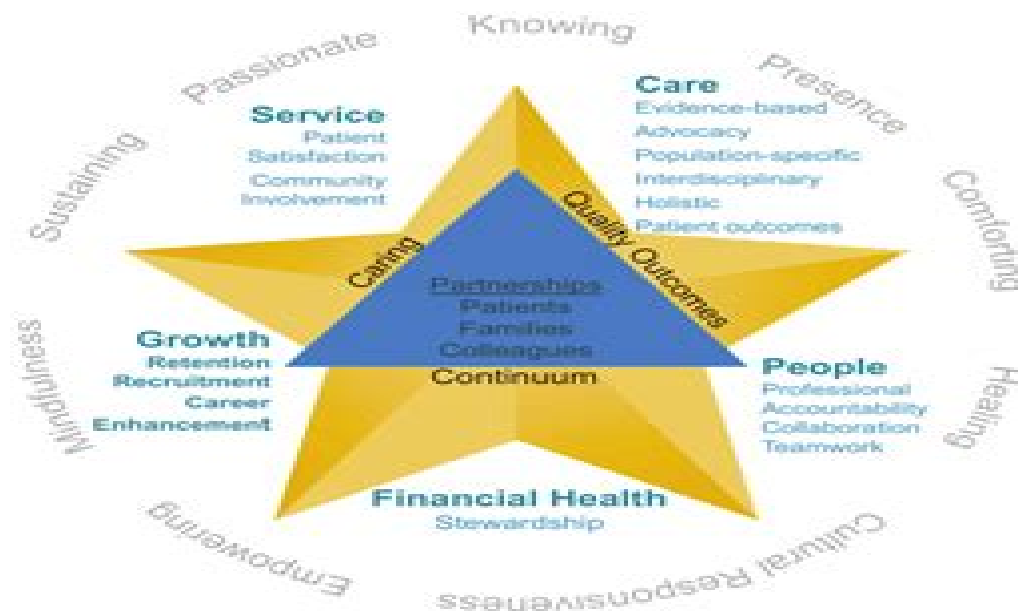 Knowing
Presence
Comforting
Healing
Cultural Responsiveness
Empowering
Mindfulness
Sustaining
Passionate
Service
Patient
Satisfaction
Community
Involvement
Care
Evidence-based
Advocacy
Population-specific
Interdisciplinary
Holistic
Patient outcomes
Caring
Quality Outcomes
Partnerships
Patients
Families
Colleagues
Continuum
Growth
Retention
Recruitment
Career
Enhancement
People
Professional
Accountability
Collaboration
Teamwork
Financial Health
Stewardship